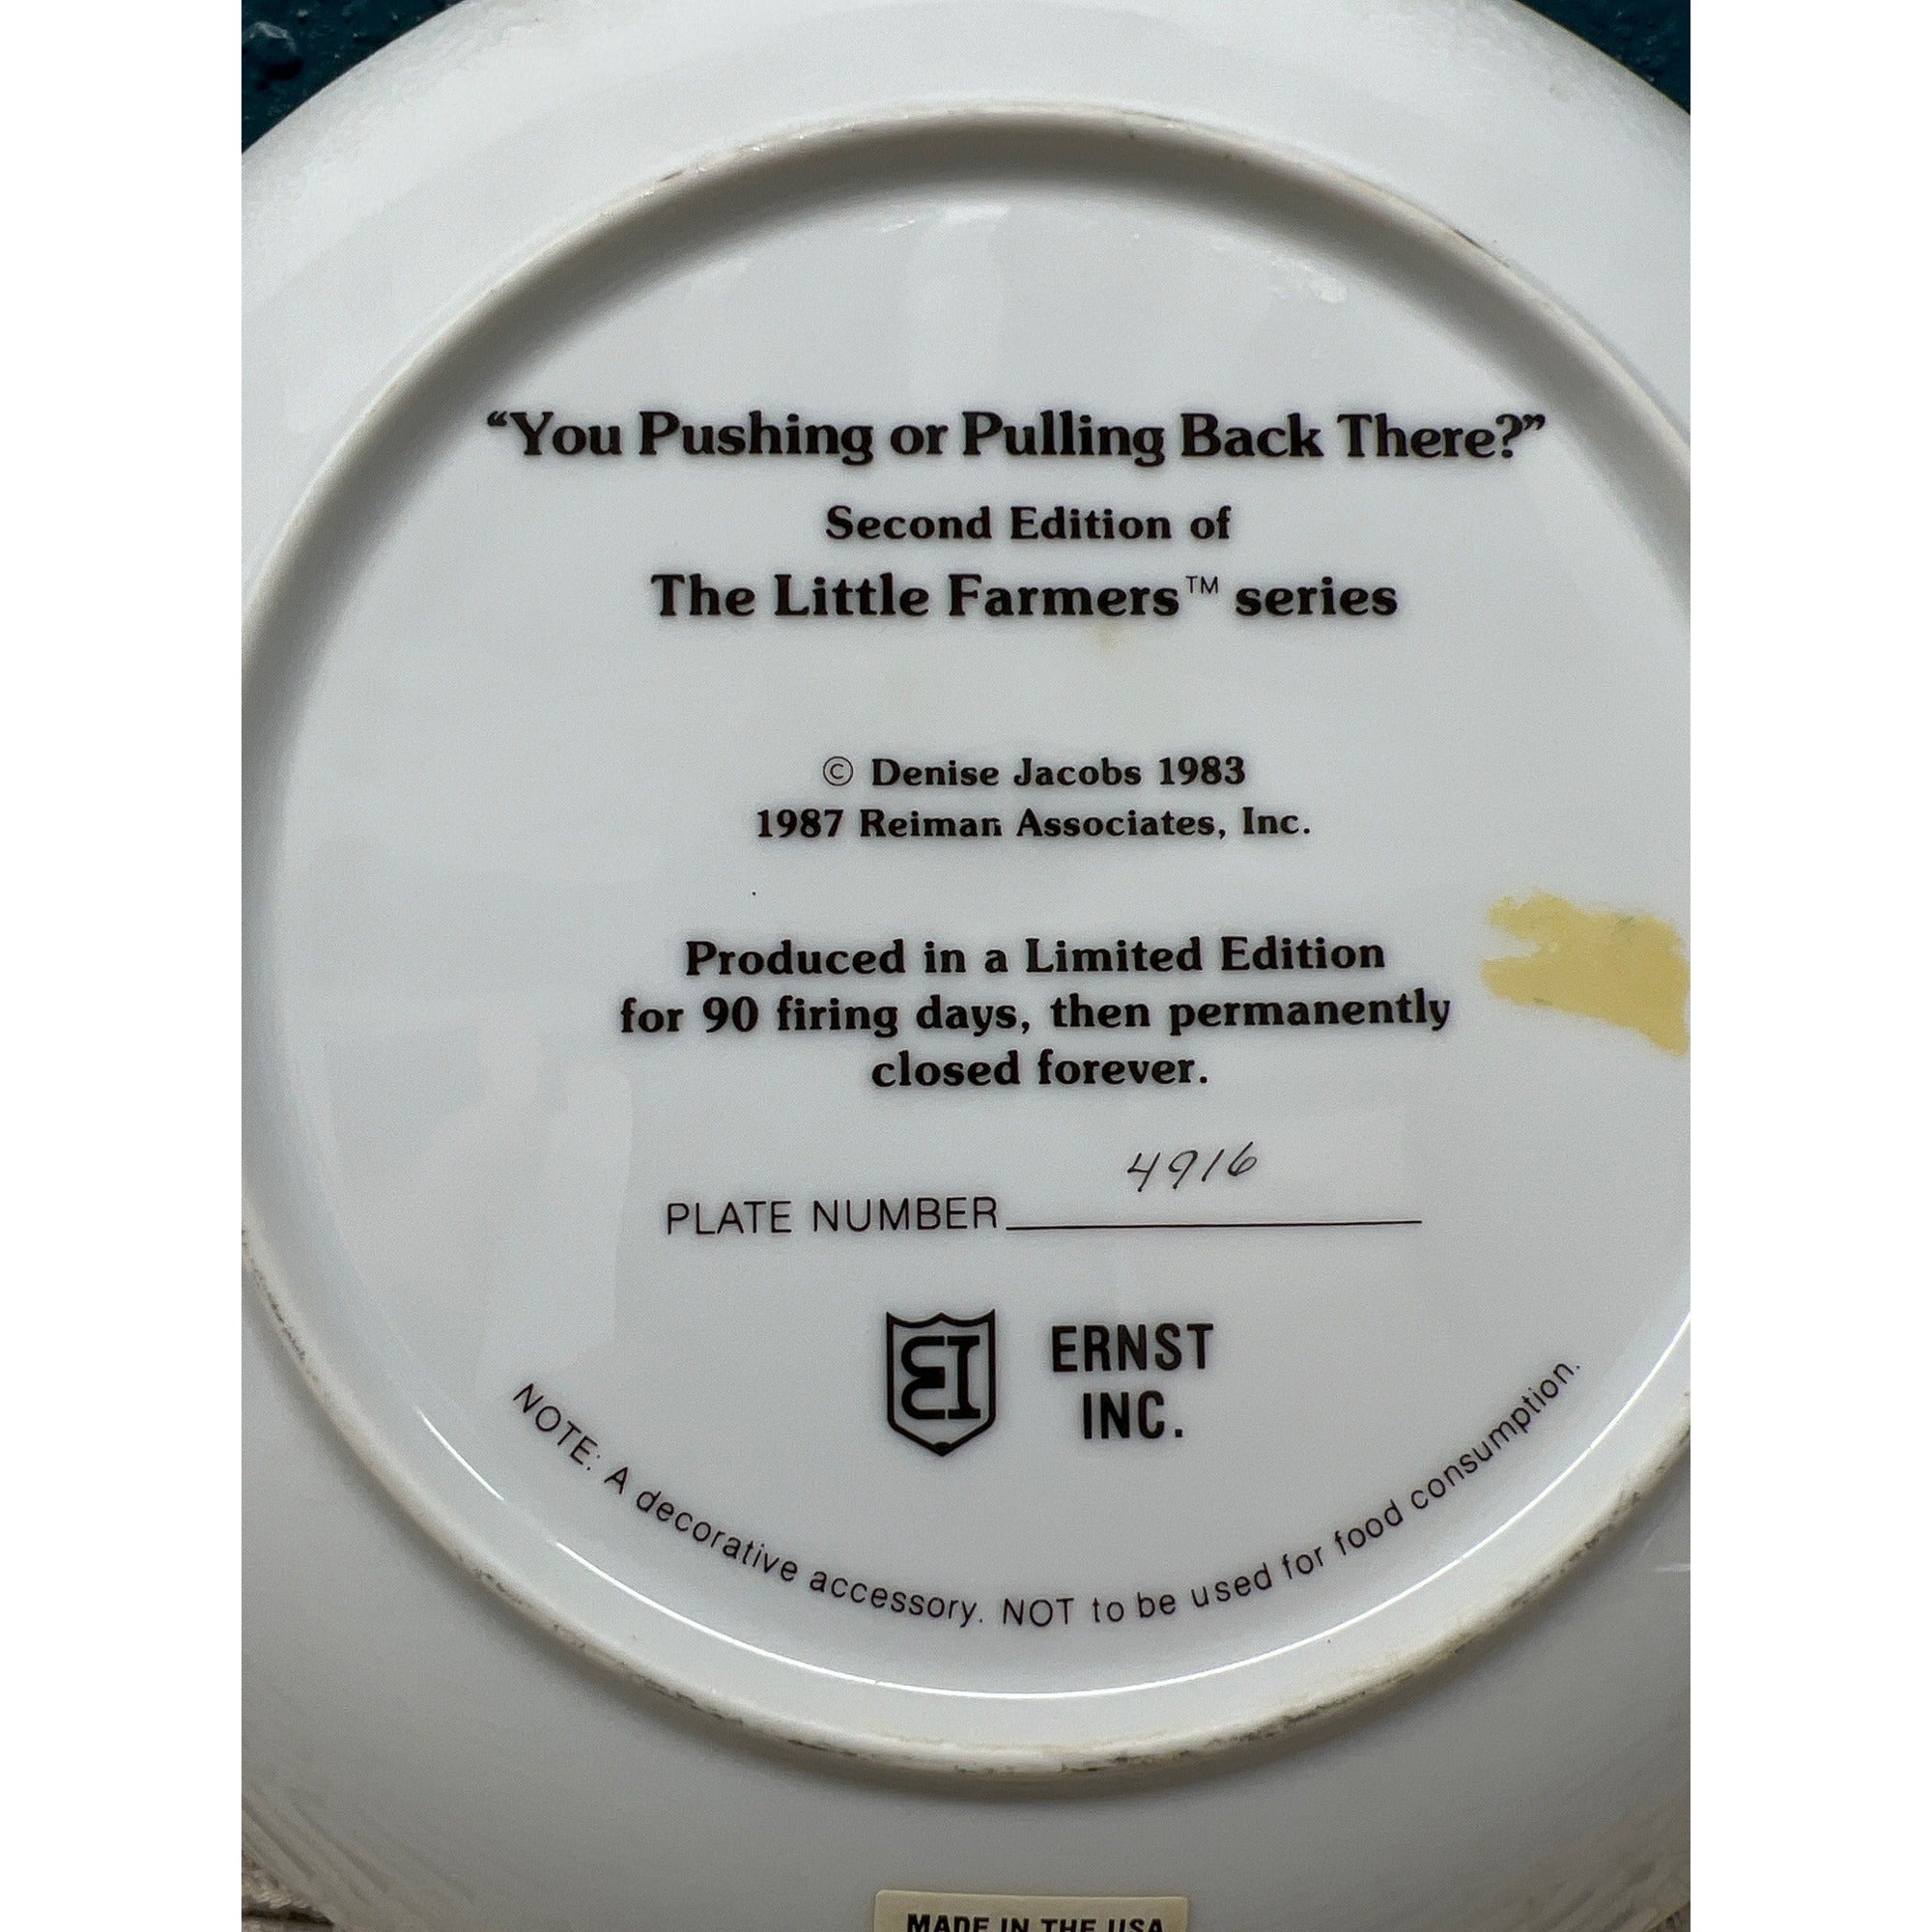 “You Pushing or Pulling Back There?”
Second Edition of
The Little Farmers™ series
© Denise Jacobs 1983
1987 Reiman Associates, Inc.
Produced in a Limited Edition
for 90 firing days, then permanently
closed forever.
4916
PLATE NUMBER
EI
ERNST
INC.
NOTE: A decorative accessory. NOT to be used for food consumption.
MADE IN THE USA